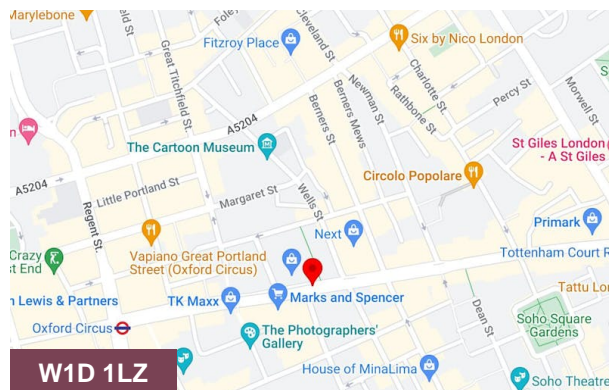 Marylebone
Foley
d St
Great Titchfield St.
Fitzroy Place
Cleveland St
Six by Nico London
Charlotte St.
Rathbone St
Percy St
Morwell St
Newman St
Berners Mews
Berners St
A5204
The Cartoon Museum
St Giles London
- A St Giles
A5204
Little Portland St
Margaret St
Wells St
Circolo Popolare
Regent St.
Primark
Next
Crazy
st End
Vapiano Great Portland
Street (Oxford Circus)
Tottenham Court R
n Lewis & Partners
TK Maxx
Marks and Spencer
Tattu Lon
Oxford Circus
The Photographers'
Gallery
Dean St
Soho Square
Gardens
House of MinaLima
Soho Theatre
W1D 1LZ